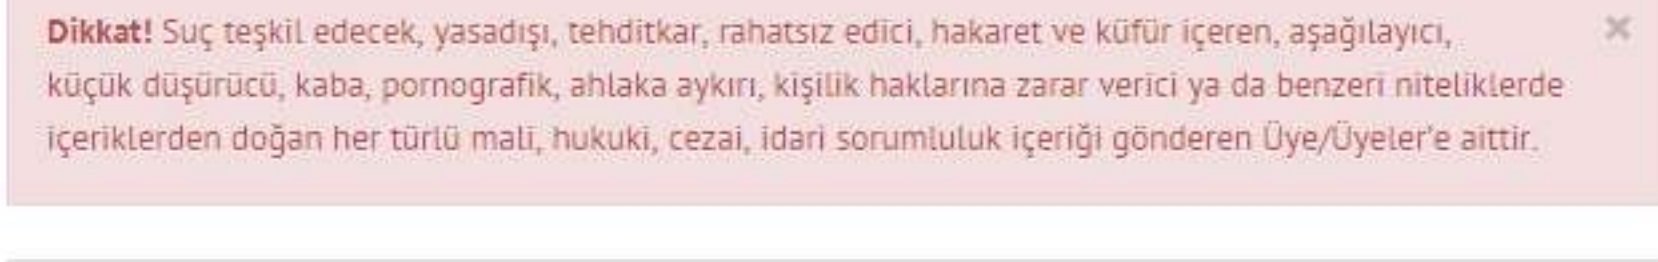 Dikkat! Suç teşkil edecek, yasadışı, tehditkar, rahatsız edici, hakaret ve küfür içeren, aşağılayıcı,
küçük düşürücü, kaba, pornografik, ahlaka aykırı, kişilik haklarına zarar verici ya da benzeri niteliklerde
içeriklerden doğan her türlü mali, hukuki, cezai, idari sorumluluk içeriği gönderen Üye/Üyeler'e aittir.